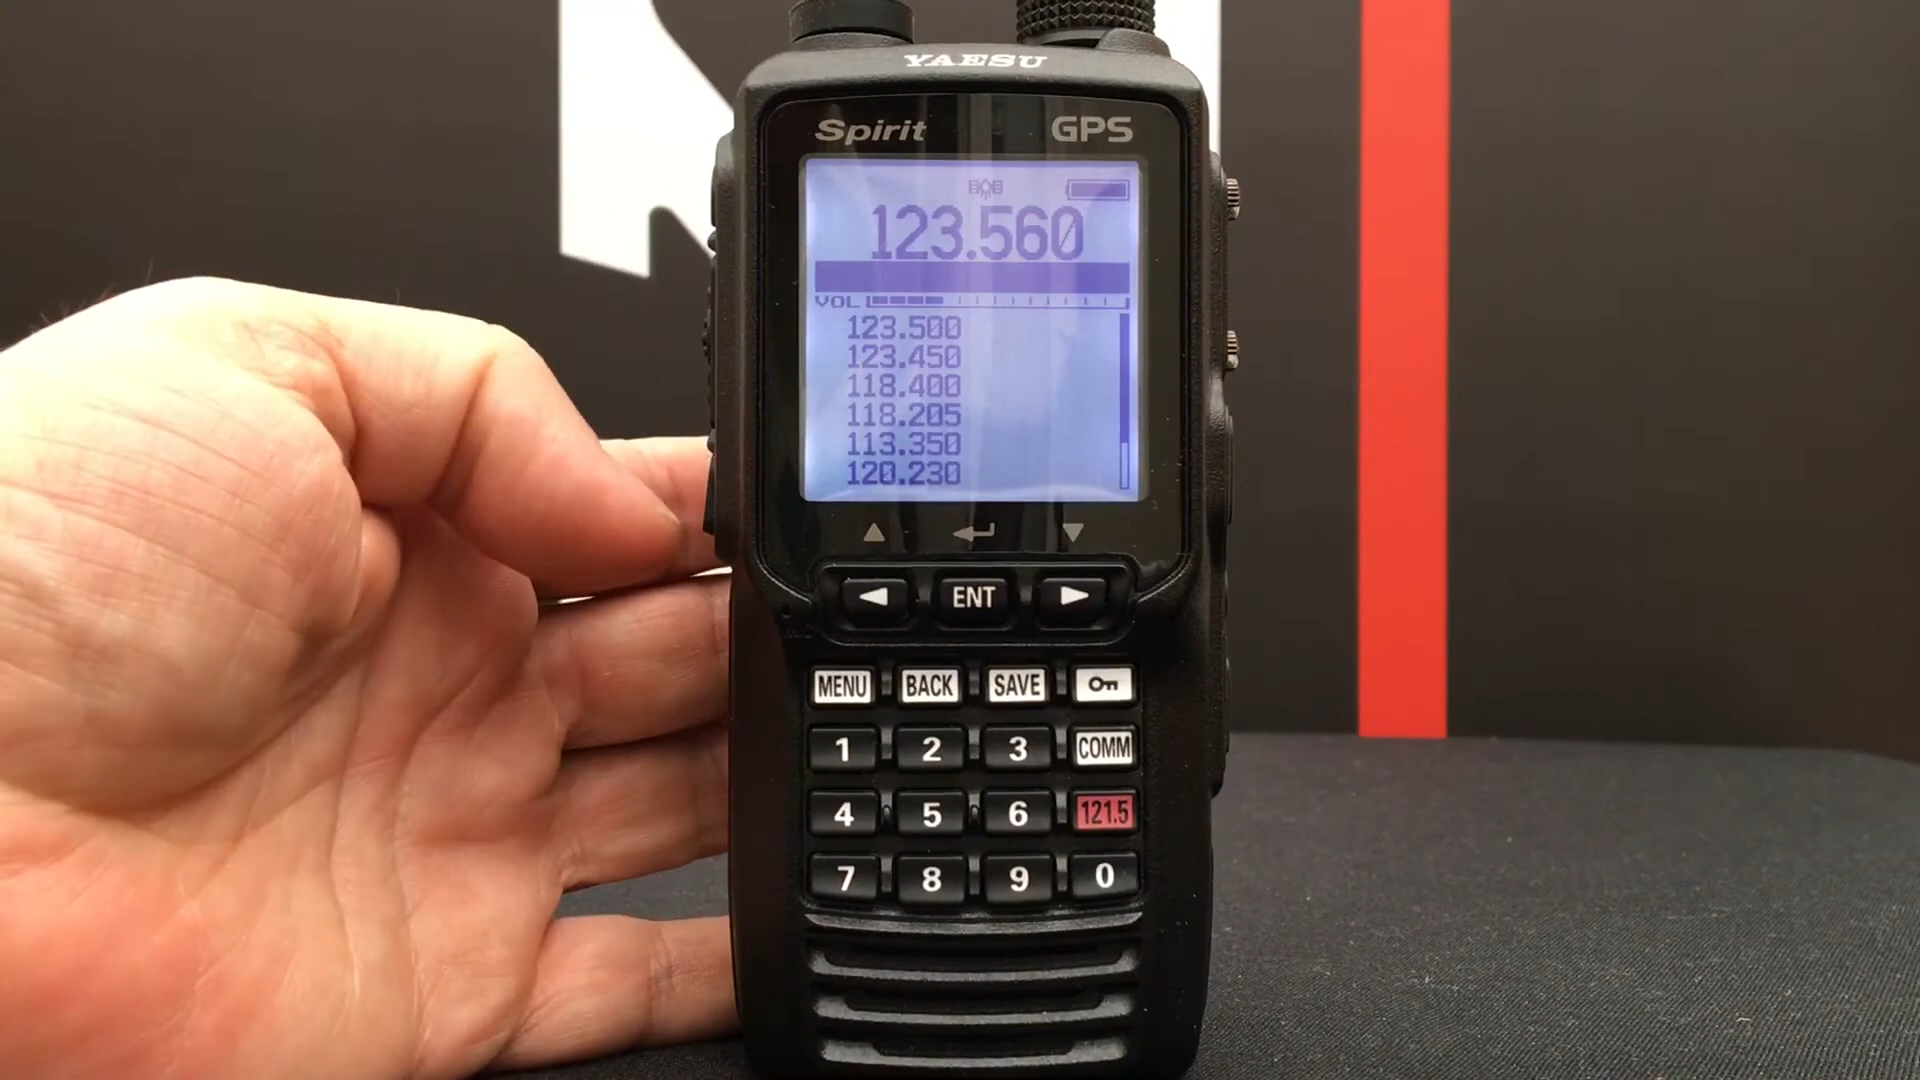 YAESU
Spirit GPS
123.560
VOL
123.500
123.450
118.400
118.205
113.350
120.230
ENT
MENU BACK SAVE
1 2 3 COMM
4 5 6 121.5
7 8 9 0